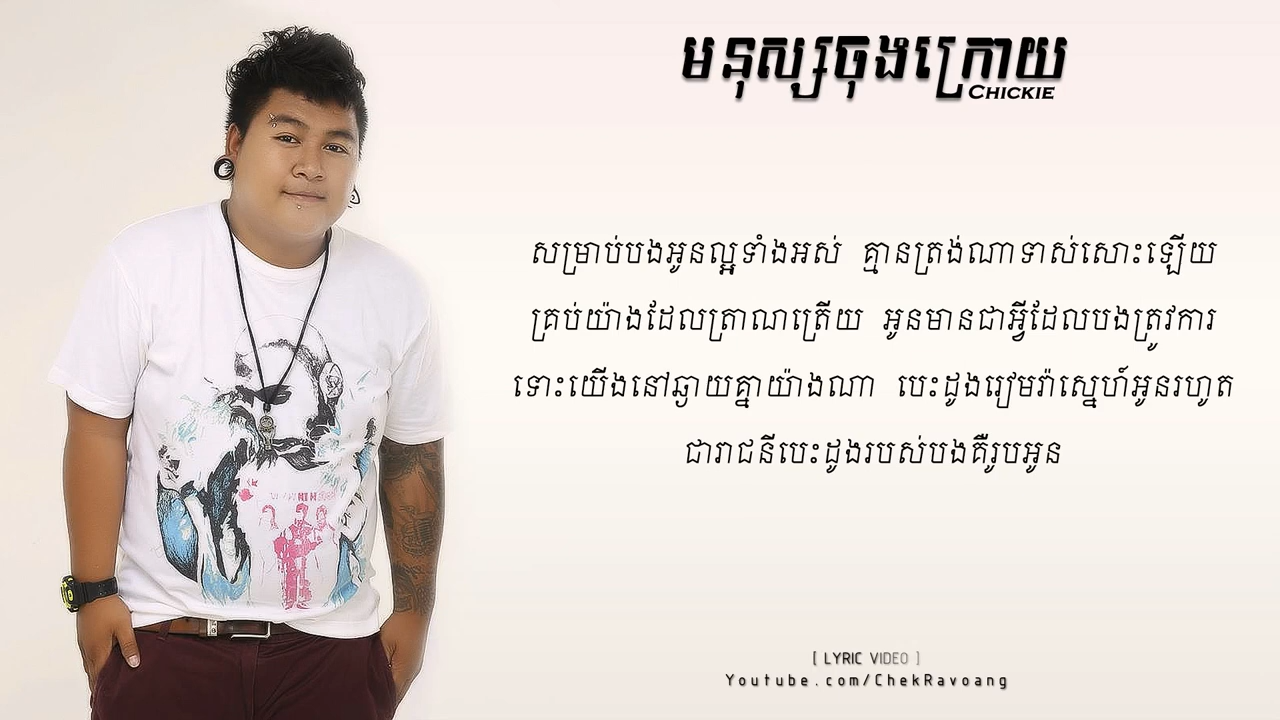 មនុស្សចុងក្រោយ
CHICKIE
សម្រាប់បងអូនល្អទាំងអស់ គ្មានត្រង់ណាទាស់សោះឡើយ
គ្រប់យ៉ាងដែលត្រាណត្រើយ អូនមានជាអ្វីដែលបងត្រូវការ
ទោះយើងនៅឆ្ងាយគ្នាយ៉ាងណា បេះដូងរៀមវ៉ាស្នេហ៍អូនរហូត
ជារាជនីបេះដូងរបស់បងគឺរូបអូន
[ LYRIC VIDEO ]
Youtube.com/ChekRavoang